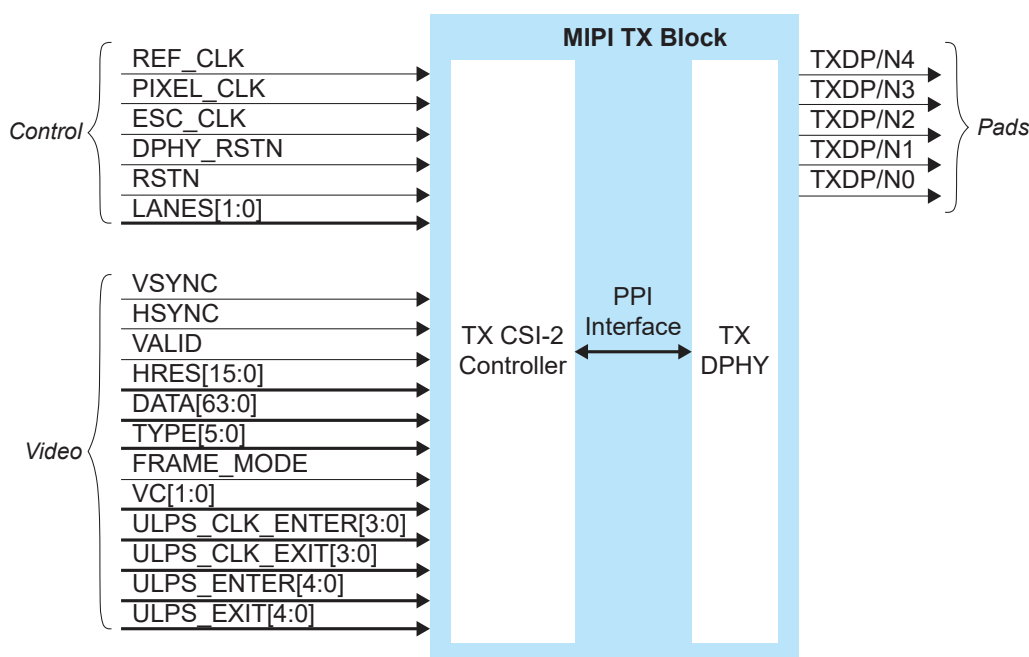 MIPI TX Block
Control
REF_CLK
PIXEL_CLK
ESC_CLK
DPHY_RSTN
RSTN
LANES[1:0]
Video
VSYNC
HSYNC
VALID
HRES[15:0]
DATA[63:0]
TYPE[5:0]
FRAME_MODE
VC[1:0]
ULPS_CLK_ENTER[3:0]
ULPS_CLK_EXIT[3:0]
ULPS_ENTER[4:0]
ULPS_EXIT[4:0]
TX CSI-2
Controller
PPI
Interface
TX
DPHY
TXDP/N4
TXDP/N3
TXDP/N2
TXDP/N1
TXDP/N0
Pads